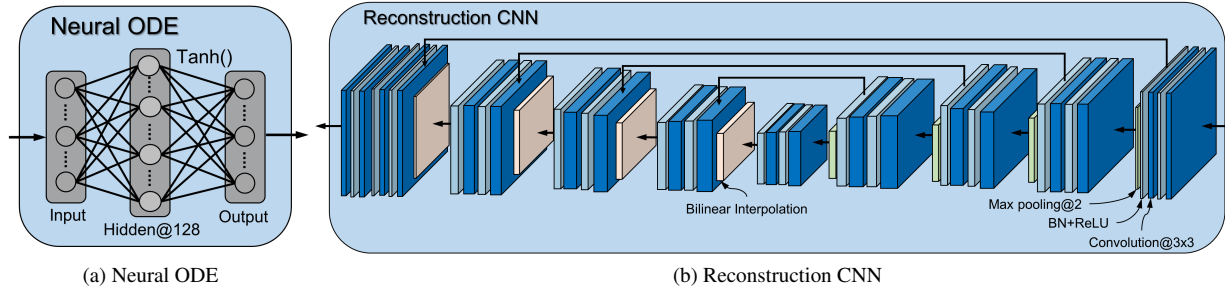 Neural ODE
Tanh()
Input
Output
Hidden@128
(a) Neural ODE
Reconstruction CNN
Bilinear Interpolation
Max pooling@2
BN+ReLU
Convolution@3x3
(b) Reconstruction CNN